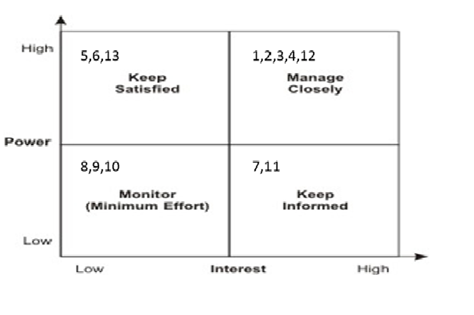 High
5,6,13
1,2,3,4,12
Keep
Satisfied
Manage
Closely
Power
8,9,10
7,11
Monitor
(Minimum Effort)
Keep
Informed
Low
Low
Interest
High